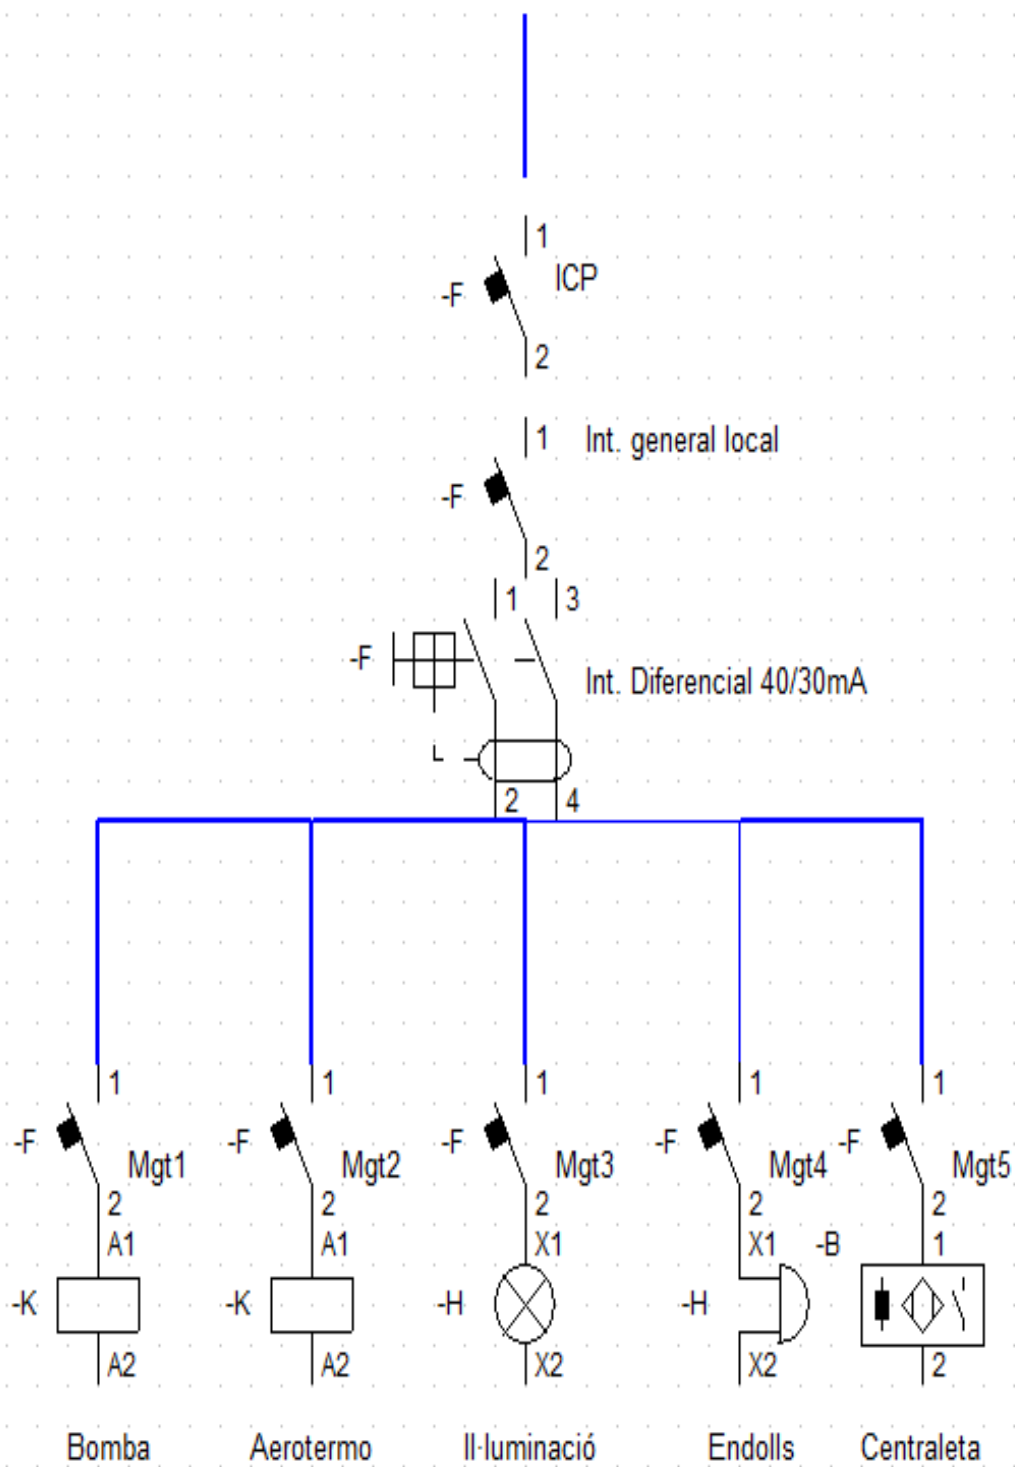 1
ICP
-F
2
1 Int. general local
-F
2
1 3
-F
Int. Diferencial 40/30mA
2 4
1 1 1 1 1
-F -F -F -F -F
Mgt1 Mgt2 Mgt3 Mgt4 Mgt5
2 2 2 2 2
A1 A1 X1 X1 -B 1
-K -K -H -H
A2 A2 X2 X2 2
Bomba Aerotermo Il·luminació Endolls Centraleta